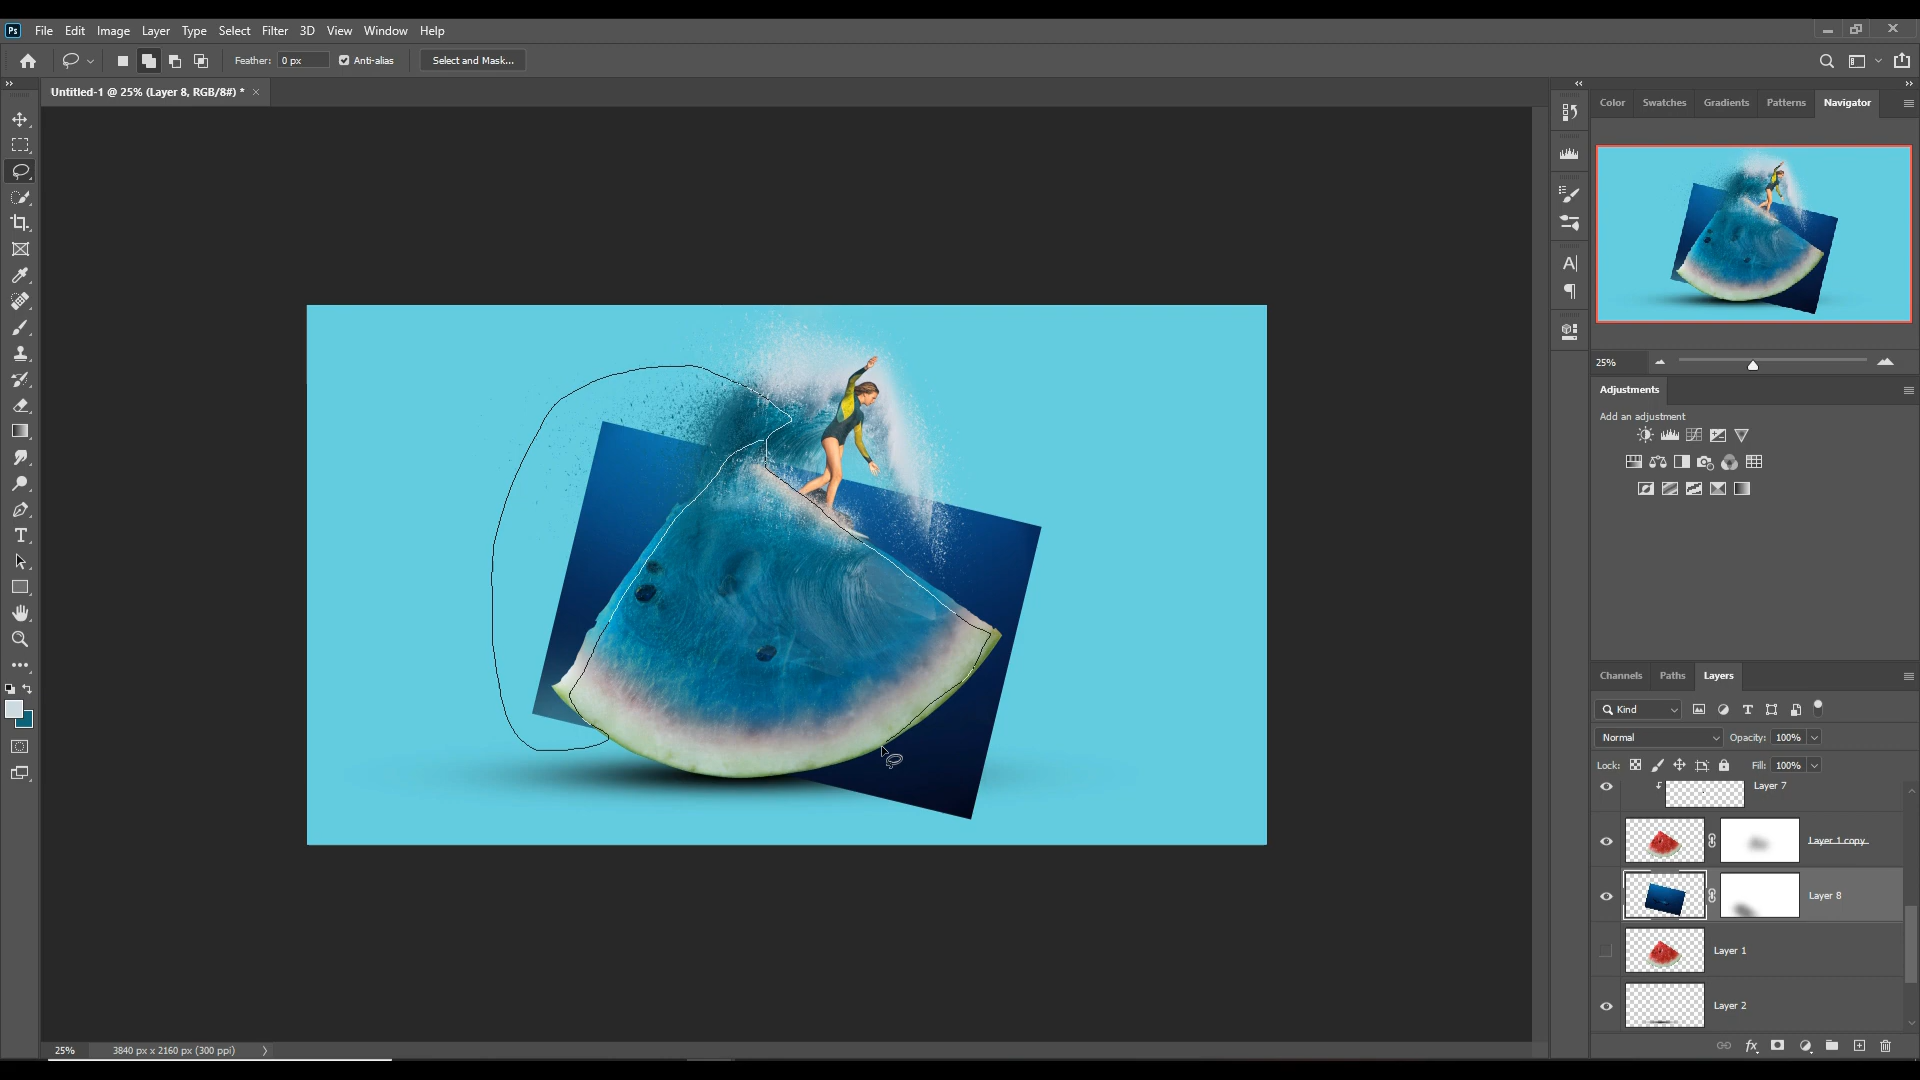 Ps File Edit Image Layer Type Select Filter 3D View Window Help
Feather: 0 px Anti-alias Select and Mask...
Untitled-1 @ 25% (Layer 8, RGB/8#) *
Color Swatches Gradients Patterns Navigator
25%
Adjustments
Add an adjustment
Channels Paths Layers
Kind
Normal Opacity: 100%
Lock: Fill: 100%
Layer 7
Layer 1 copy
Layer 8
Layer 1
Layer 2
25% 3840 px x 2160 px (300 ppi)